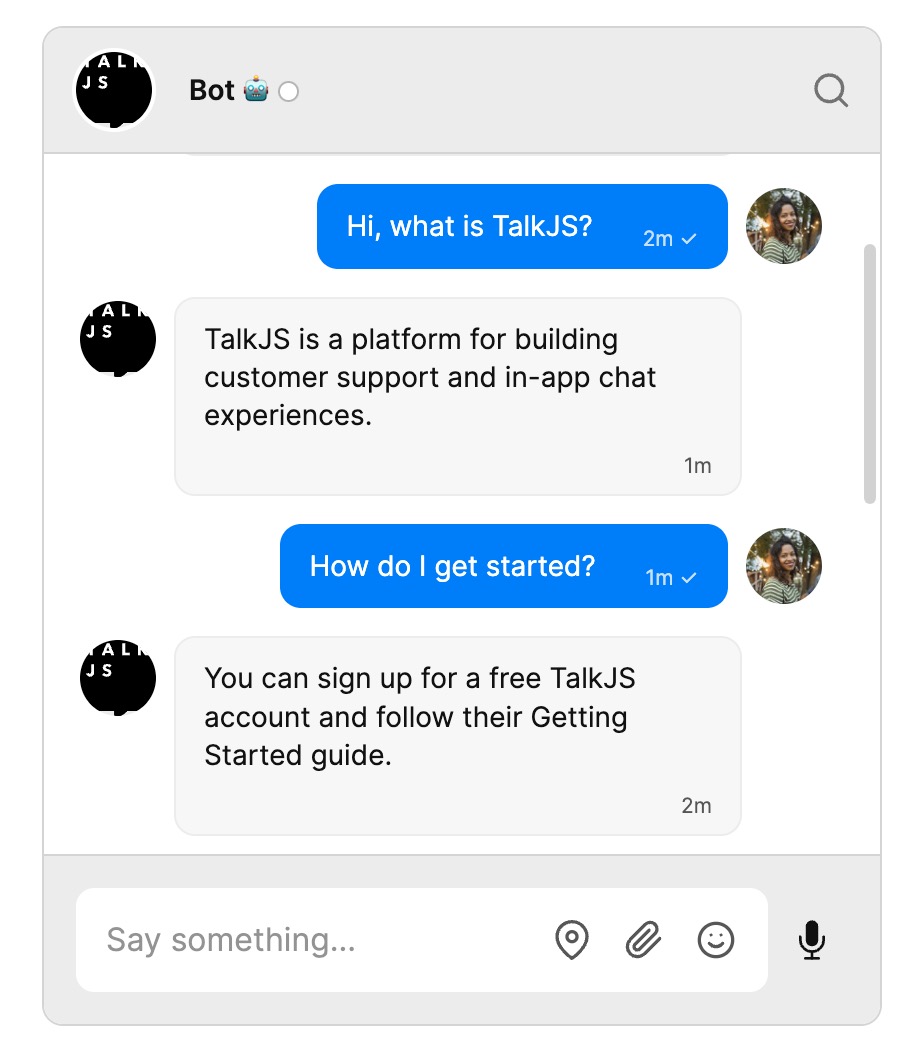 TALK
JS
Bot 🤖
Hi, what is TalkJS?
2m ✓
TALK
JS
TalkJS is a platform for building
customer support and in-app chat
experiences.
1m
How do I get started?
1m ✓
TALK
JS
You can sign up for a free TalkJS
account and follow their Getting
Started guide.
2m
Say something...